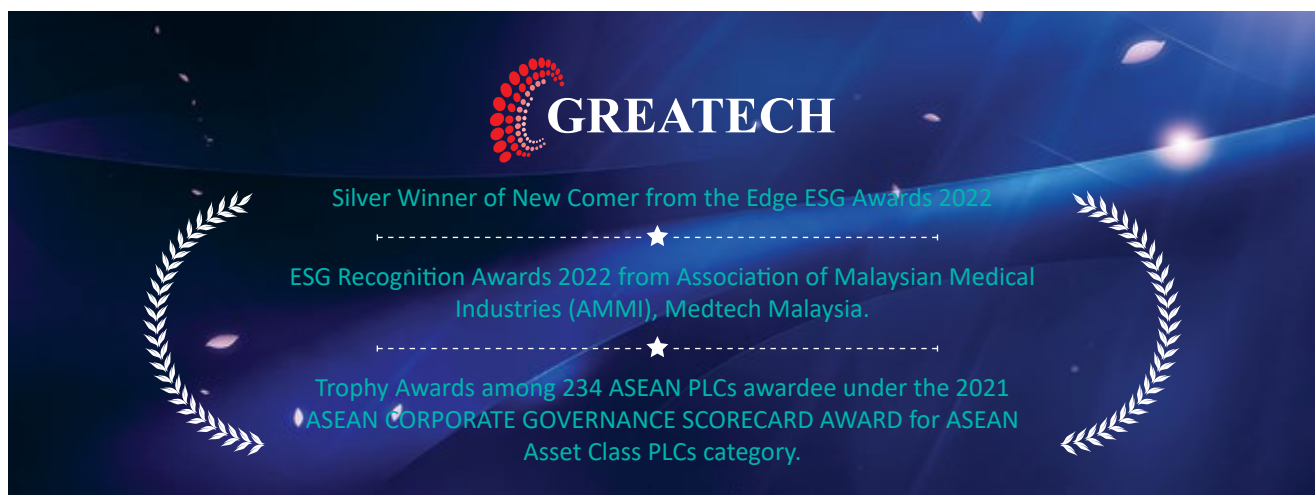 GREATECH
Silver Winner of New Comer from the Edge ESG Awards 2022
ESG Recognition Awards 2022 from Association of Malaysian Medical
Industries (AMMI), Medtech Malaysia.
Trophy Awards among 234 ASEAN PLCs awardee under the 2021
ASEAN CORPORATE GOVERNANCE SCORECARD AWARD for ASEAN
Asset Class PLCs category.